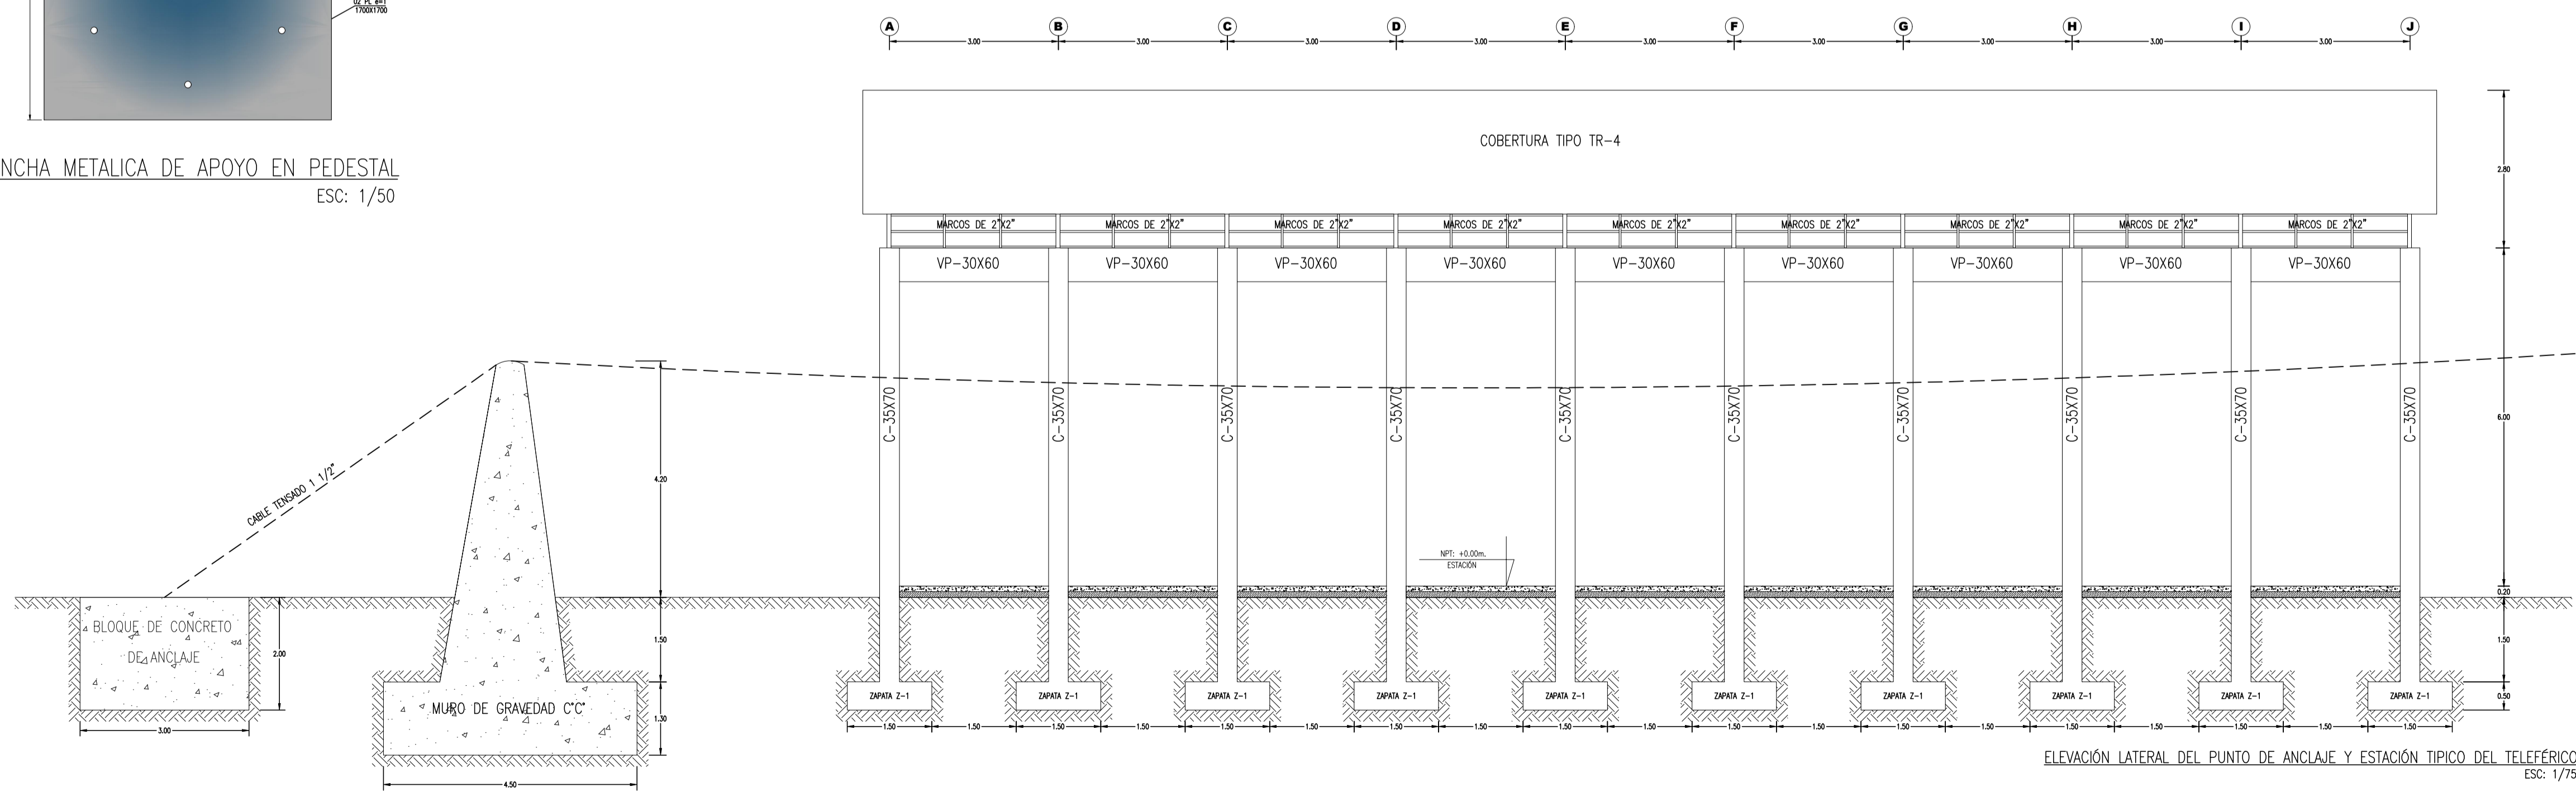 02 PL e=1"
1700X1700
NCHA METALICA DE APOYO EN PEDESTAL
ESC: 1/50
A B C D E F G H I J
3.00 3.00 3.00 3.00 3.00 3.00 3.00 3.00 3.00
COBERTURA TIPO TR-4
2.80
MARCOS DE 2"X2" MARCOS DE 2"X2" MARCOS DE 2"X2" MARCOS DE 2"X2" MARCOS DE 2"X2" MARCOS DE 2"X2" MARCOS DE 2"X2" MARCOS DE 2"X2" MARCOS DE 2"X2"
VP-30X60 VP-30X60 VP-30X60 VP-30X60 VP-30X60 VP-30X60 VP-30X60 VP-30X60 VP-30X60
C-35X70 C-35X70 C-35X70 C-35X70 C-35X70 C-35X70 C-35X70 C-35X70 C-35X70 C-35X70
6.00
CABLE TENSADO 1 1/2"
4.20
NPT: +0.00m.
ESTACIÓN
0.20
BLOQUE DE CONCRETO
DE ANCLAJE
2.00
3.00
1.50
1.50
MURO DE GRAVEDAD C°C°
1.30
4.50
ZAPATA Z-1 ZAPATA Z-1 ZAPATA Z-1 ZAPATA Z-1 ZAPATA Z-1 ZAPATA Z-1 ZAPATA Z-1 ZAPATA Z-1 ZAPATA Z-1 ZAPATA Z-1
0.50
1.50 1.50 1.50 1.50 1.50 1.50 1.50 1.50 1.50 1.50 1.50 1.50 1.50 1.50 1.50 1.50 1.50 1.50 1.50
ELEVACIÓN LATERAL DEL PUNTO DE ANCLAJE Y ESTACIÓN TIPICO DEL TELEFÉRICO
ESC: 1/75